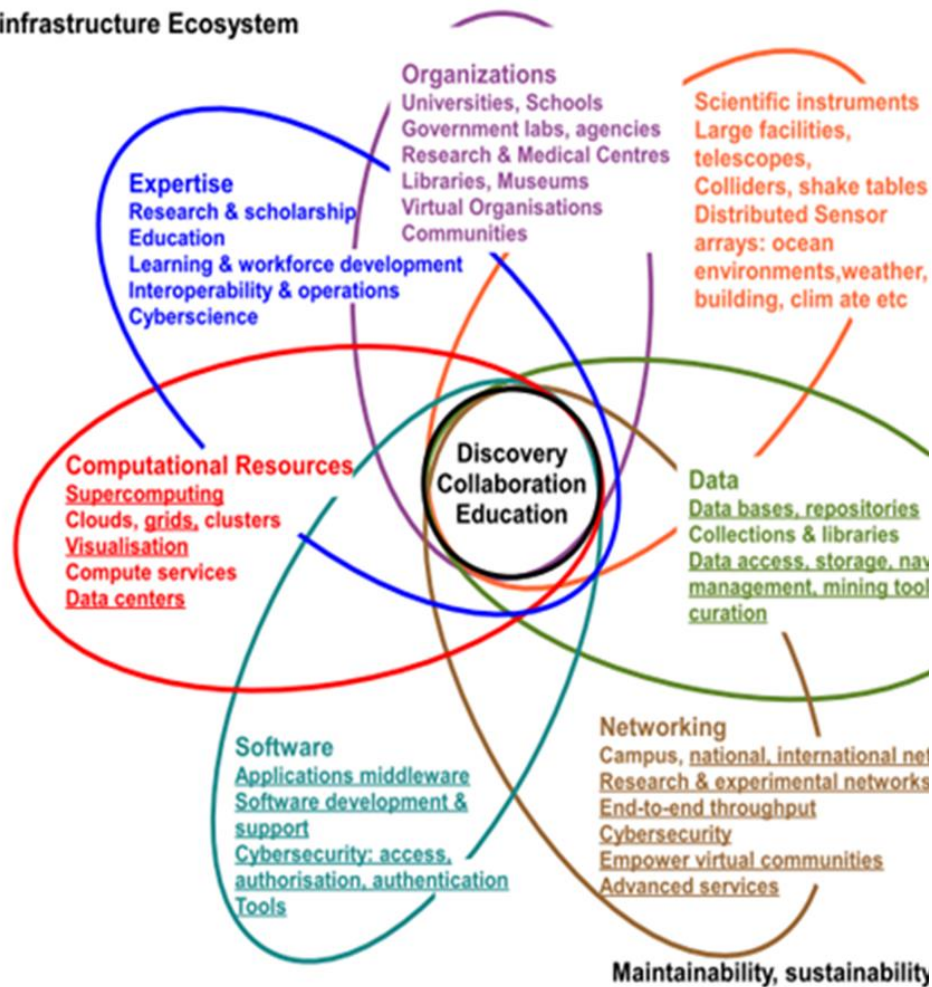 infrastructure Ecosystem
Organizations
Universities, Schools
Government labs, agencies
Research & Medical Centres
Libraries, Museums
Virtual Organisations
Communities
Scientific instruments
Large facilities,
telescopes,
Colliders, shake tables
Distributed Sensor
arrays: ocean
environments,weather,
building, clim ate etc
Expertise
Research & scholarship
Education
Learning & workforce development
Interoperability & operations
Cyberscience
Discovery
Collaboration
Education
Computational Resources
Supercomputing
Clouds, grids, clusters
Visualisation
Compute services
Data centers
Data
Data bases, repositories
Collections & libraries
Data access, storage, nav
management, mining tool
curation
Software
Applications middleware
Software development &
support
Cybersecurity: access,
authorisation, authentication
Tools
Networking
Campus, national, international net
Research & experimental networks
End-to-end throughput
Cybersecurity
Empower virtual communities
Advanced services
Maintainability, sustainability